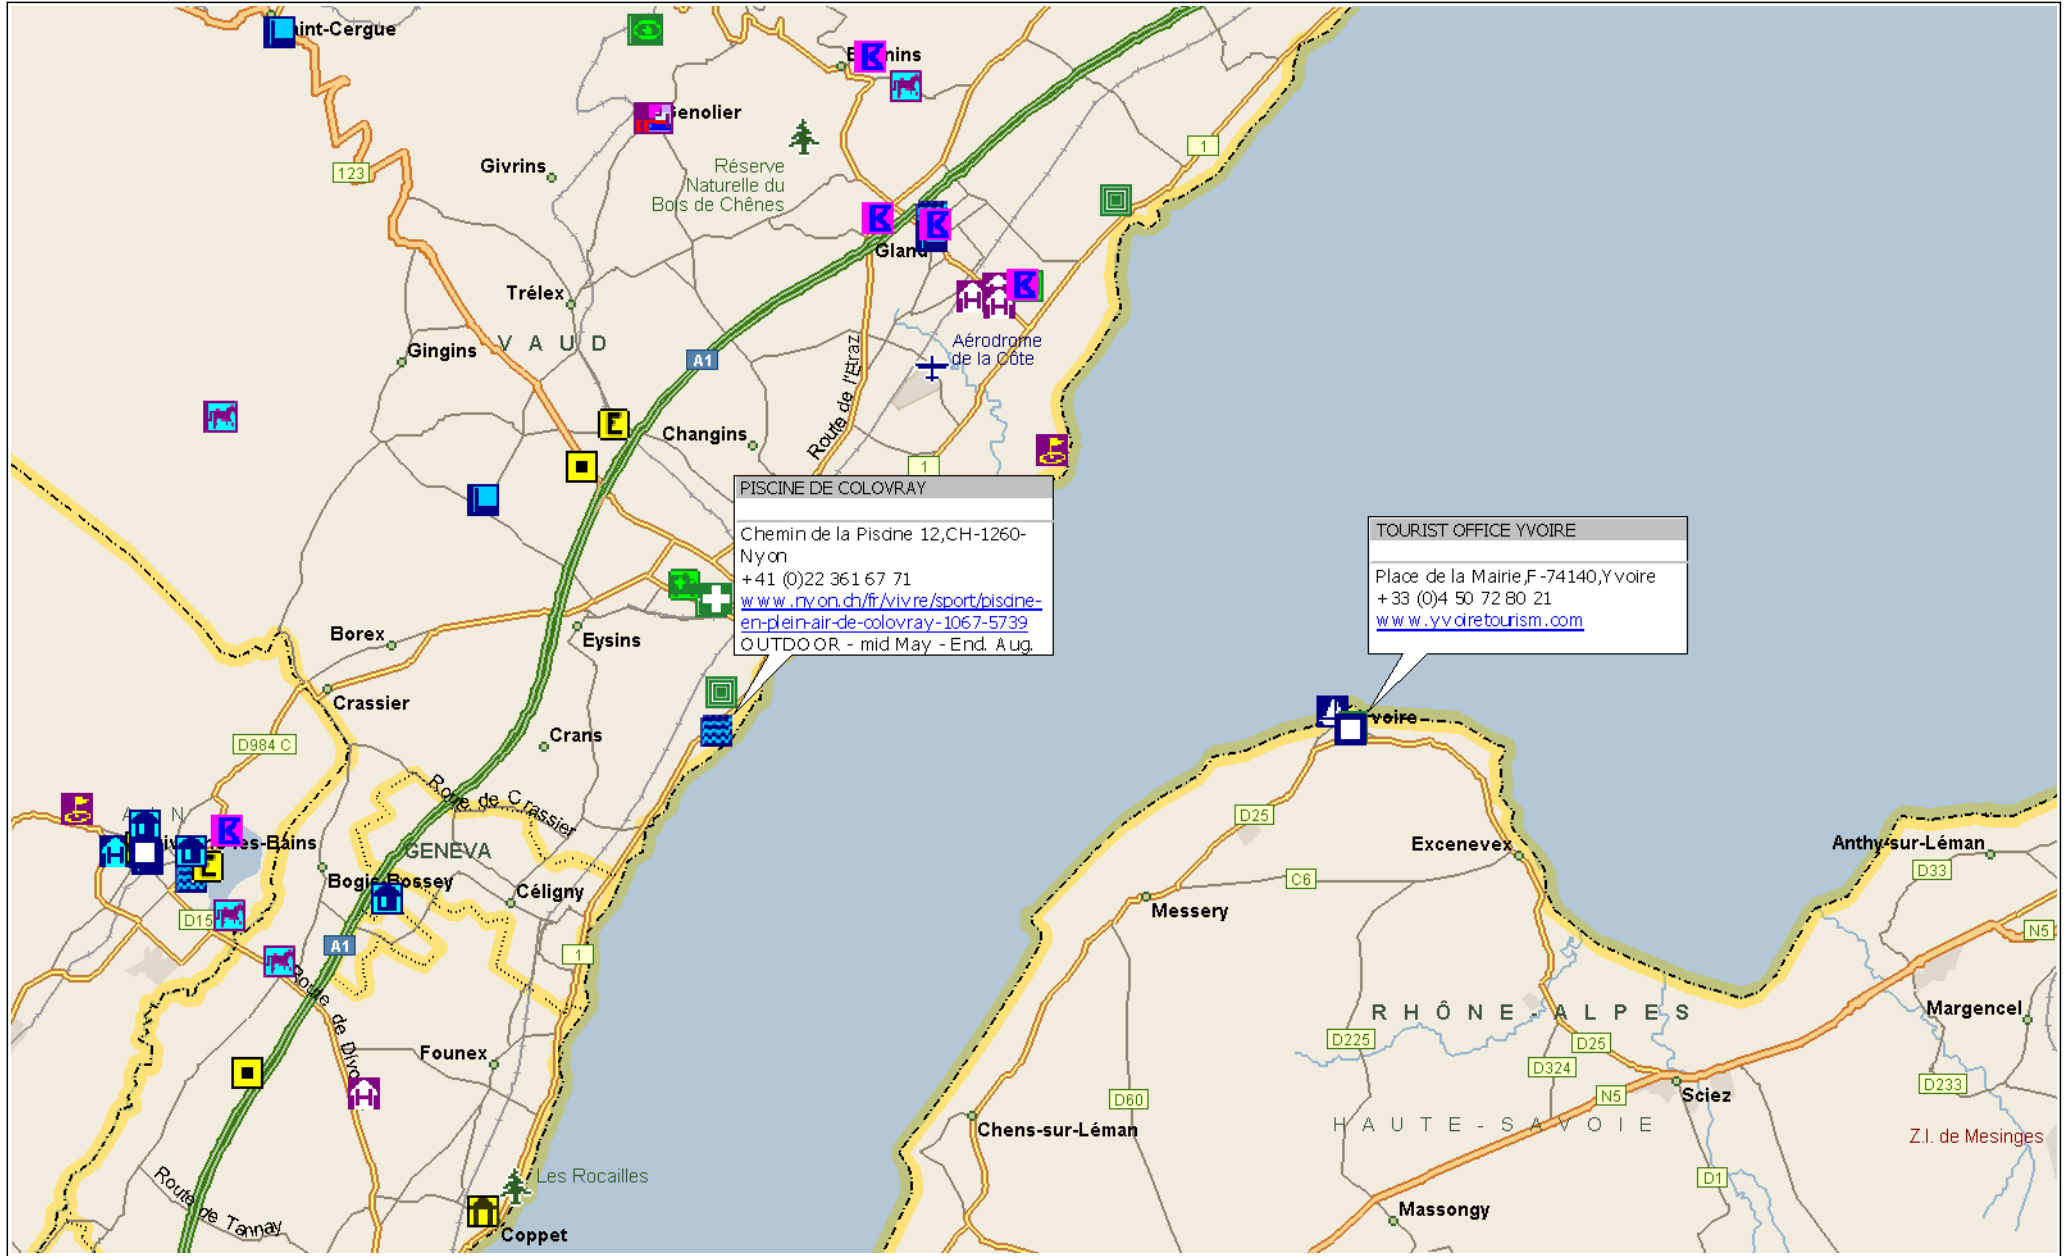 Genolier
Givrins
Réserve
Naturelle du
Bois de Chênes
123
1
Gland
Trélex
V A U D
Gingins
A1
Aérodrome
de la Côte
Route de l'Etraz
Changins
1
PISCINE DE COLOVRAY
Chemin de la Piscine 12,CH-1260-
Nyon
+41 (0)22 361 67 71
www.nyon.ch/fr/vivre/sport/piscine-
en-plein-air-de-colovray-1067-5739
OUTDOOR - mid May - End. Aug.
TOURIST OFFICE YVOIRE
Place de la Mairie,F-74140,Yvoire
+33 (0)4 50 72 80 21
www.yvoiretourism.com
Borex
Eysins
Crassier
Crans
D984 C
Route de Crassier
GENEVA
Bogis-Bossey
Céligny
D15
A1
1
Route de Divo
Founex
Route de Tannay
Les Rocailles
Coppet
D25
Excenevex
Anthy-sur-Léman
D33
C6
Messery
N5
R H Ô N E - A L P E S
Margencel
D225
D25
D324
D233
N5
Sciez
D60
H A U T E - S A V O I E
Chens-sur-Léman
Z.I. de Mesinges
D1
Massongy